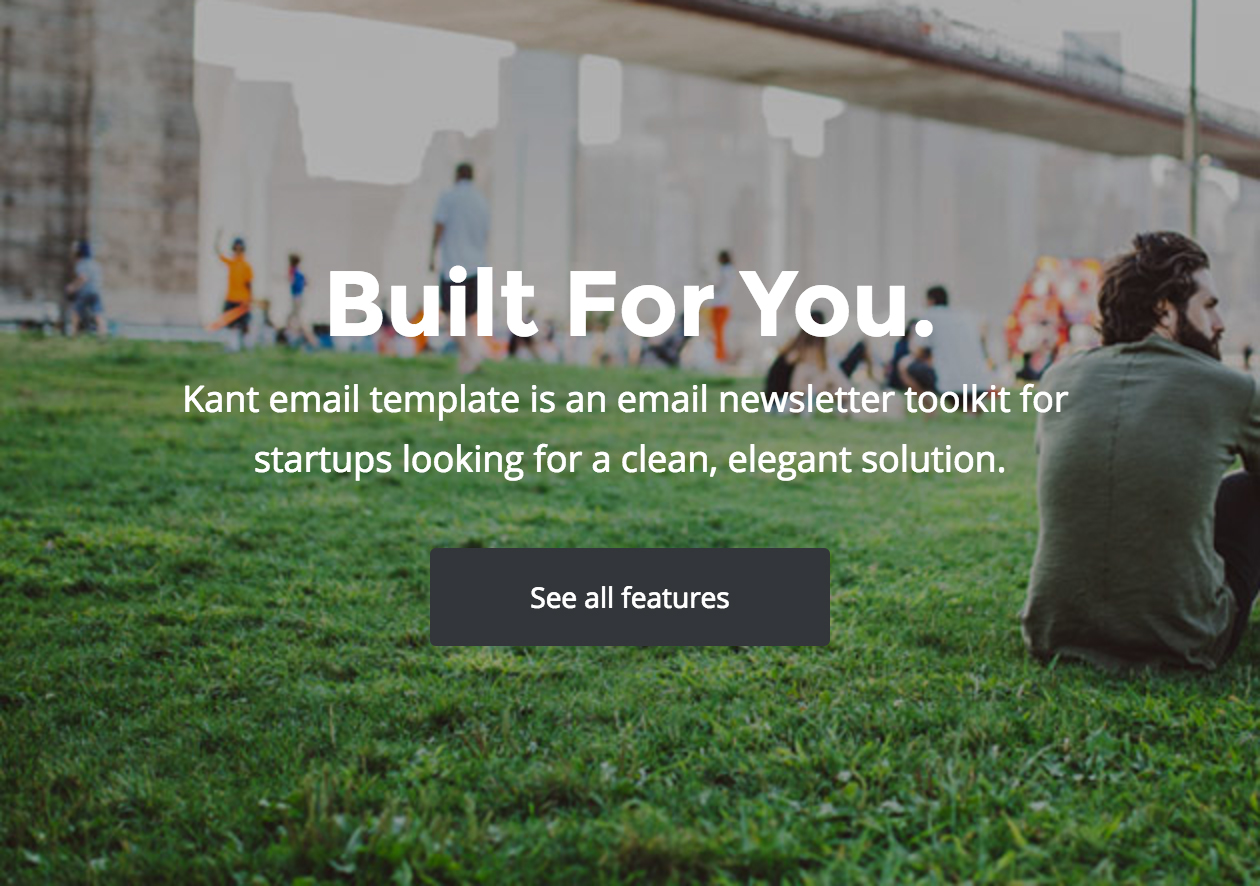 Built For You.
Kant email template is an email newsletter toolkit for
startups looking for a clean, elegant solution.
See all features